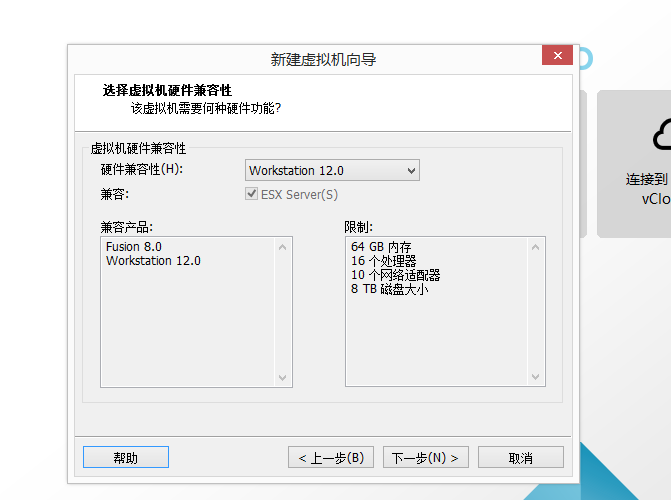 新建虚拟机向导
选择虚拟机硬件兼容性
该虚拟机需要何种硬件功能?
虚拟机硬件兼容性
硬件兼容性(H):
Workstation 12.0
兼容:
ESX Server(S)
兼容产品:
限制:
Fusion 8.0
Workstation 12.0
64 GB 内存
16 个处理器
10 个网络适配器
8 TB 磁盘大小
帮助
< 上一步(B)
下一步(N) >
取消
连接到
vClo